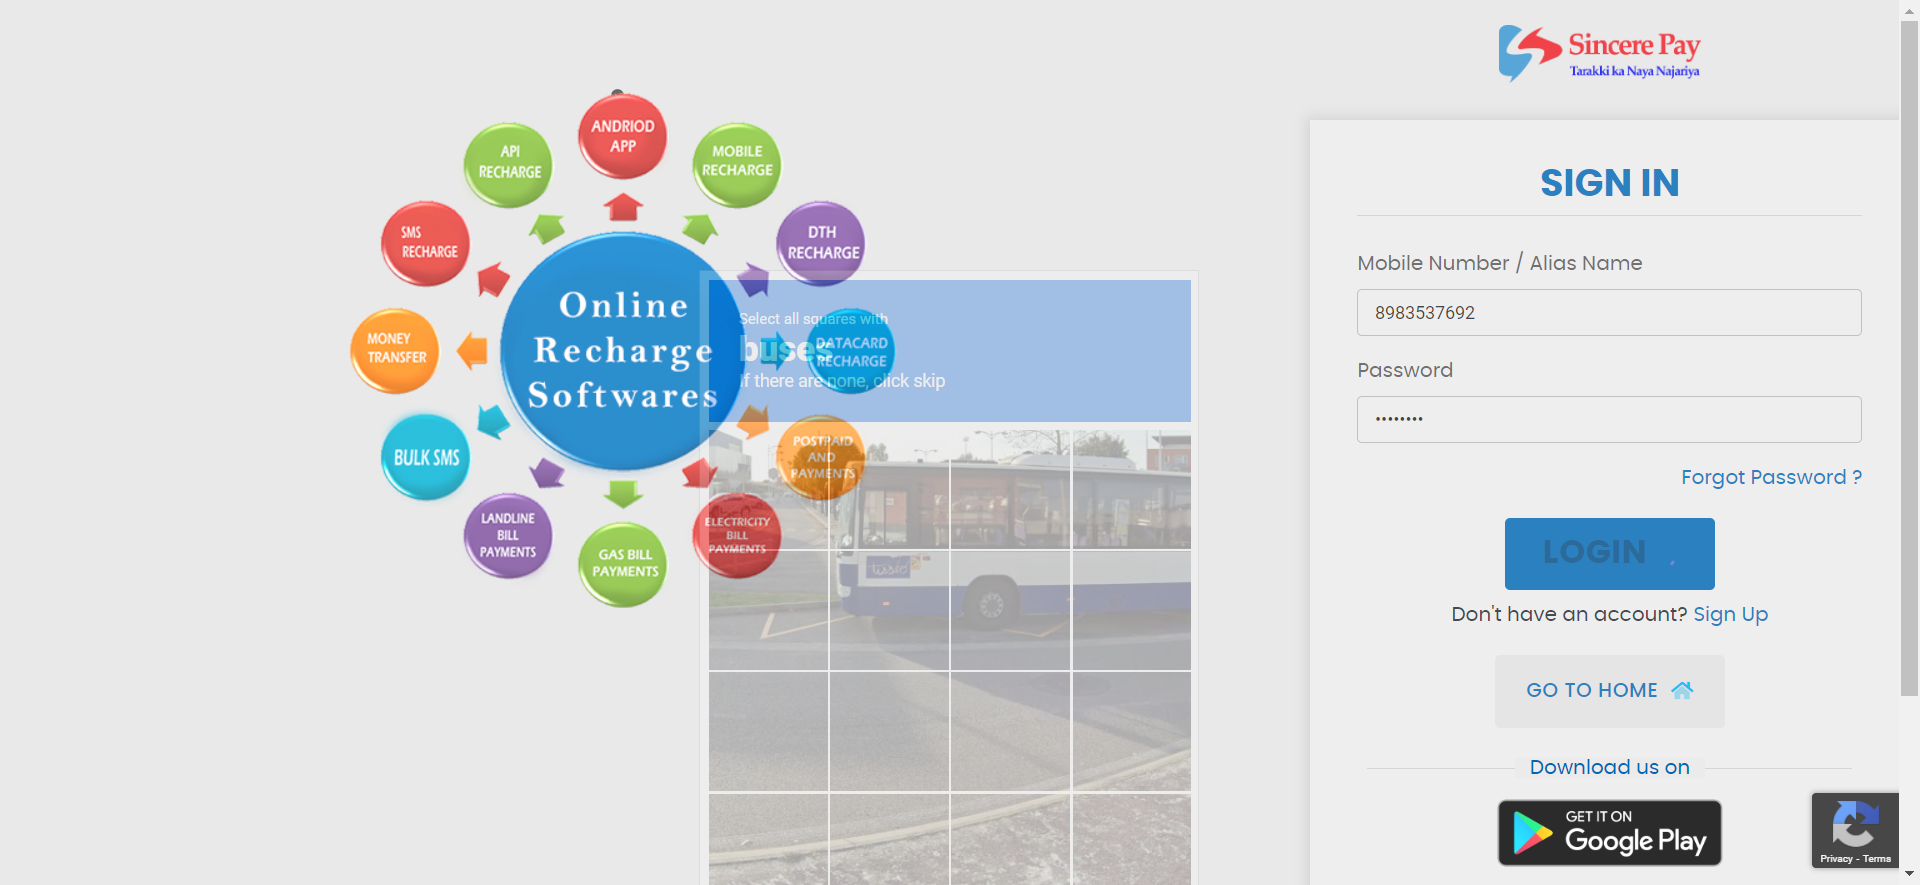 Sincere Pay
Tarakki ka Naya Najariya
ANDRIOD
APP
API
RECHARGE
MOBILE
RECHARGE
SMS
RECHARGE
DTH
RECHARGE
MONEY
TRANSFER
Online
Recharge
Softwares
DATACARD
RECHARGE
BULK SMS
POSTPAID
AND
PAYMENTS
LANDLINE
BILL
PAYMENTS
GAS BILL
PAYMENTS
ELECTRICITY
BILL
PAYMENTS
Select all squares with
buses
If there are none, click skip
SIGN IN
Mobile Number / Alias Name
8983537692
Password
••••••••
Forgot Password ?
LOGIN
Don't have an account? Sign Up
GO TO HOME
Download us on
GET IT ON
Google Play
Privacy - Terms